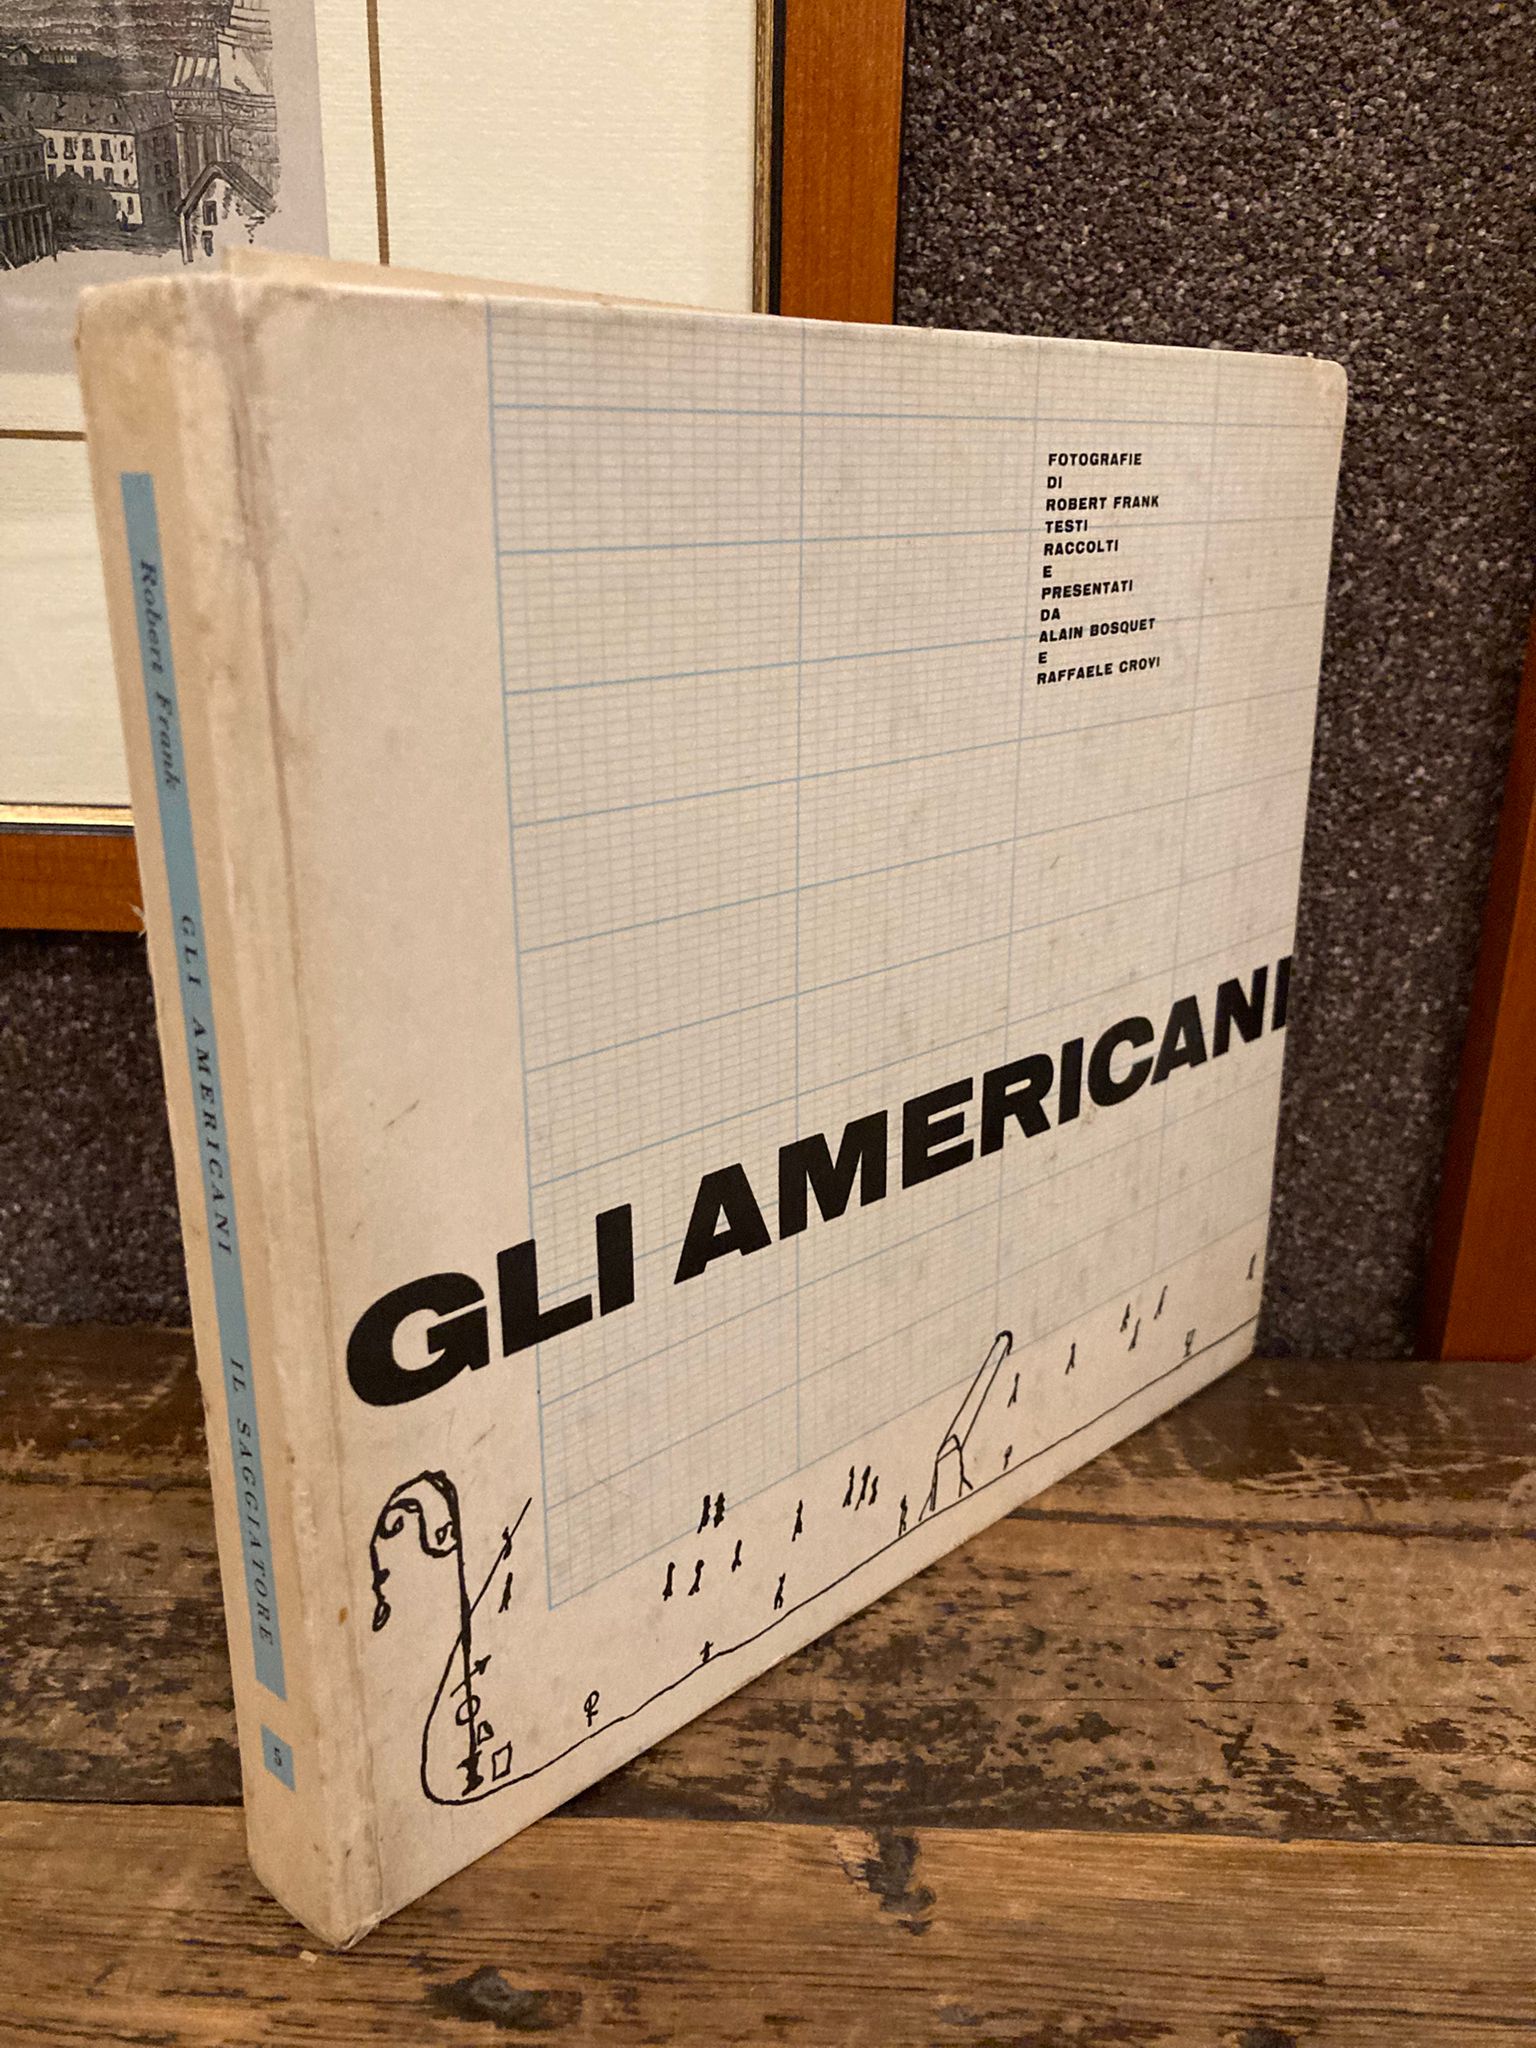 Robert Frank GLI AMERICANI IL SAGGIATORE 5
FOTOGRAFIE
DI
ROBERT FRANK
TESTI
RACCOLTI
E
PRESENTATI
DA
ALAIN BOSQUET
E
RAFFAELE CROVI
GLI AMERICANI